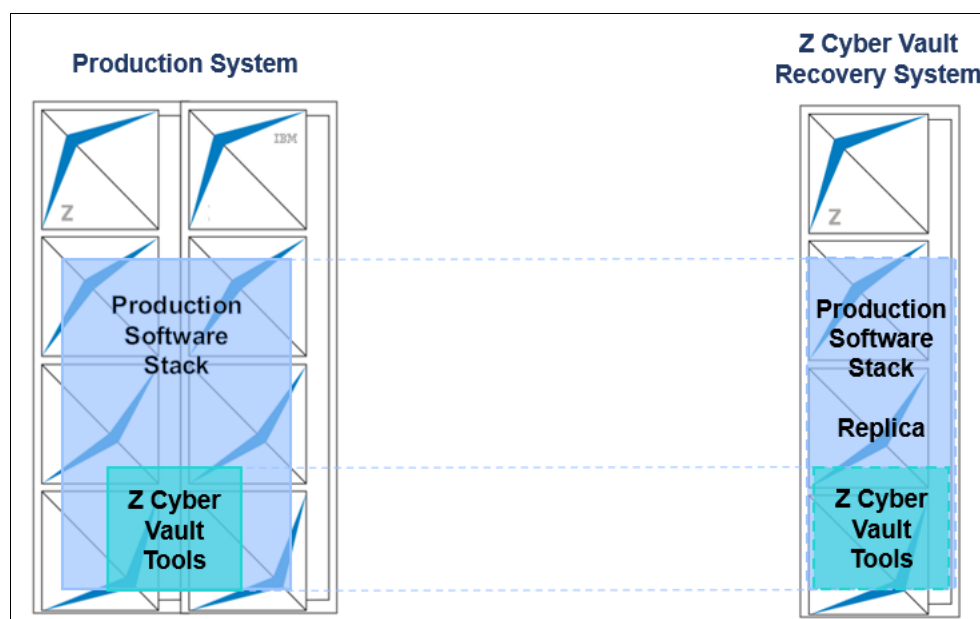 Production System
Z Cyber Vault
Recovery System
Z
IBM
Z
Production
Software
Stack
Production
Software
Stack
Replica
Z Cyber
Vault
Tools
Z Cyber
Vault
Tools